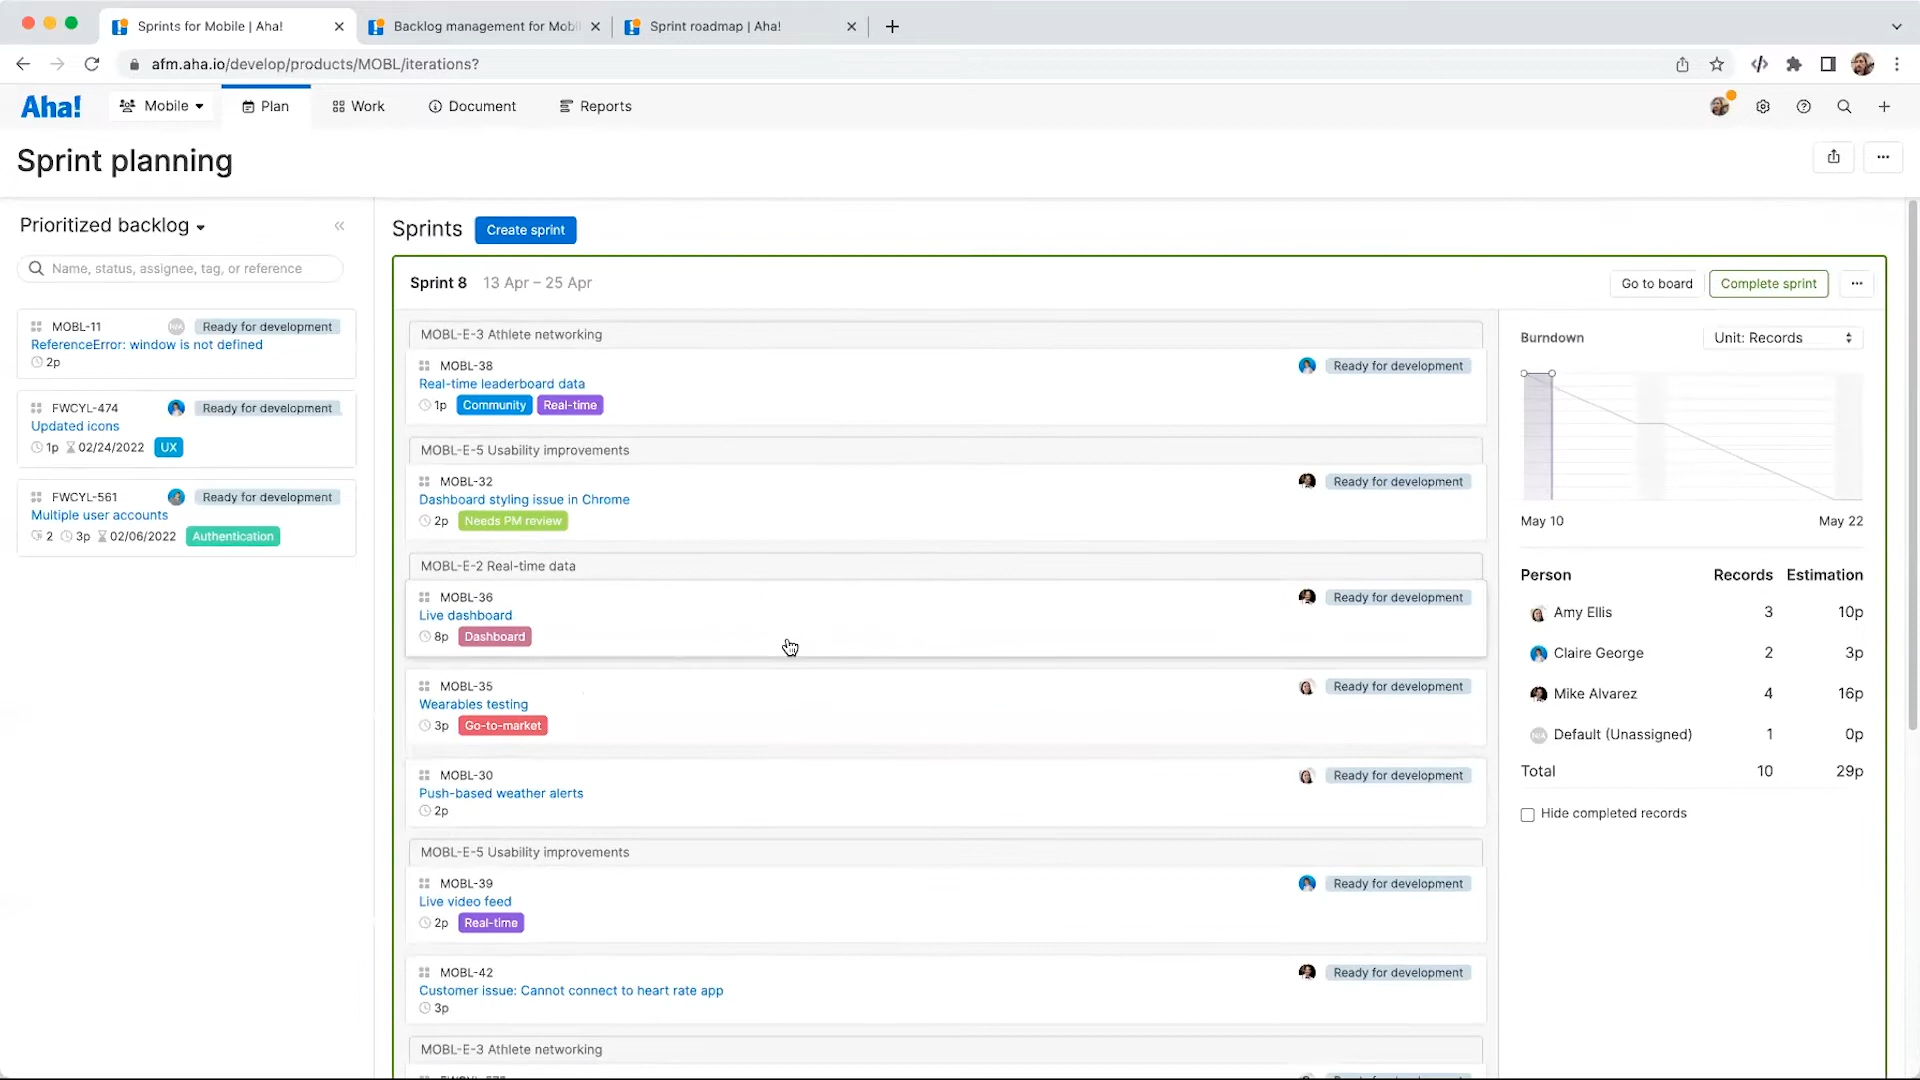 Sprints for Mobile | Aha!
Backlog management for Mobi
Sprint roadmap | Aha!
afm.aha.io/develop/products/MOBL/iterations?
Aha!
Mobile
Plan
Work
Document
Reports
Sprint planning
Prioritized backlog
Name, status, assignee, tag, or reference
MOBL-11
N/A
Ready for development
ReferenceError: window is not defined
2p
FWCYL-474
Ready for development
Updated icons
1p 02/24/2022 UX
FWCYL-561
Ready for development
Multiple user accounts
2 3p 02/06/2022 Authentication
Sprints
Create sprint
Sprint 8 13 Apr – 25 Apr
Go to board
Complete sprint
MOBL-E-3 Athlete networking
MOBL-38
Ready for development
Real-time leaderboard data
1p Community Real-time
MOBL-E-5 Usability improvements
MOBL-32
Ready for development
Dashboard styling issue in Chrome
2p Needs PM review
MOBL-E-2 Real-time data
MOBL-36
Ready for development
Live dashboard
8p Dashboard
MOBL-35
Ready for development
Wearables testing
3p Go-to-market
MOBL-30
Ready for development
Push-based weather alerts
2p
MOBL-E-5 Usability improvements
MOBL-39
Ready for development
Live video feed
2p Real-time
MOBL-42
Ready for development
Customer issue: Cannot connect to heart rate app
3p
MOBL-E-3 Athlete networking
Burndown
Unit: Records
May 10
May 22
Person Records Estimation
Amy Ellis 3 10p
Claire George 2 3p
Mike Alvarez 4 16p
N/A Default (Unassigned) 1 0p
Total 10 29p
Hide completed records